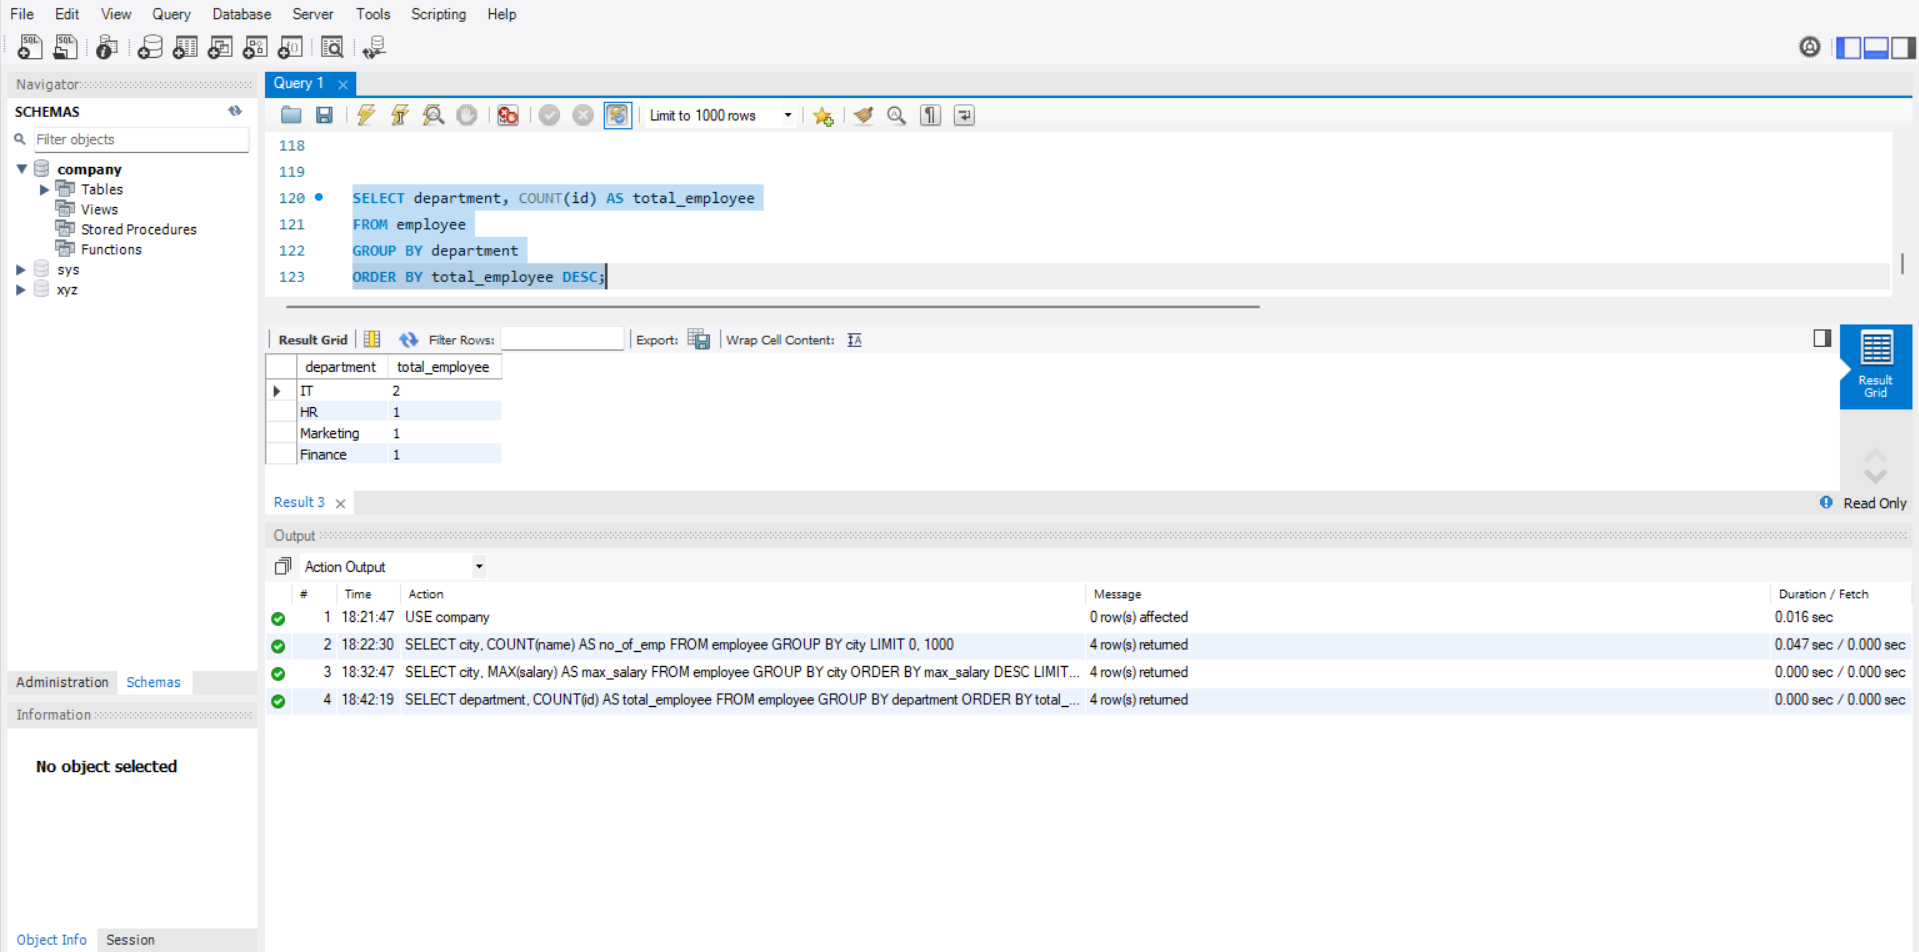 File Edit View Query Database Server Tools Scripting Help
Navigator
SCHEMAS
Filter objects
company
Tables
Views
Stored Procedures
Functions
sys
xyz
Administration Schemas
Information
No object selected
Object Info Session
Query 1
Limit to 1000 rows
118
119
120 SELECT department, COUNT(id) AS total_employee
121 FROM employee
122 GROUP BY department
123 ORDER BY total_employee DESC;
Result Grid Filter Rows: Export: Wrap Cell Content:
department total_employee
IT 2
HR 1
Marketing 1
Finance 1
Result
Grid
Result 3
Read Only
Output
Action Output
# Time Action Message Duration / Fetch
1 18:21:47 USE company 0 row(s) affected 0.016 sec
2 18:22:30 SELECT city, COUNT(name) AS no_of_emp FROM employee GROUP BY city LIMIT 0, 1000 4 row(s) returned 0.047 sec / 0.000 sec
3 18:32:47 SELECT city, MAX(salary) AS max_salary FROM employee GROUP BY city ORDER BY max_salary DESC LIMIT... 4 row(s) returned 0.000 sec / 0.000 sec
4 18:42:19 SELECT department, COUNT(id) AS total_employee FROM employee GROUP BY department ORDER BY total_... 4 row(s) returned 0.000 sec / 0.000 sec